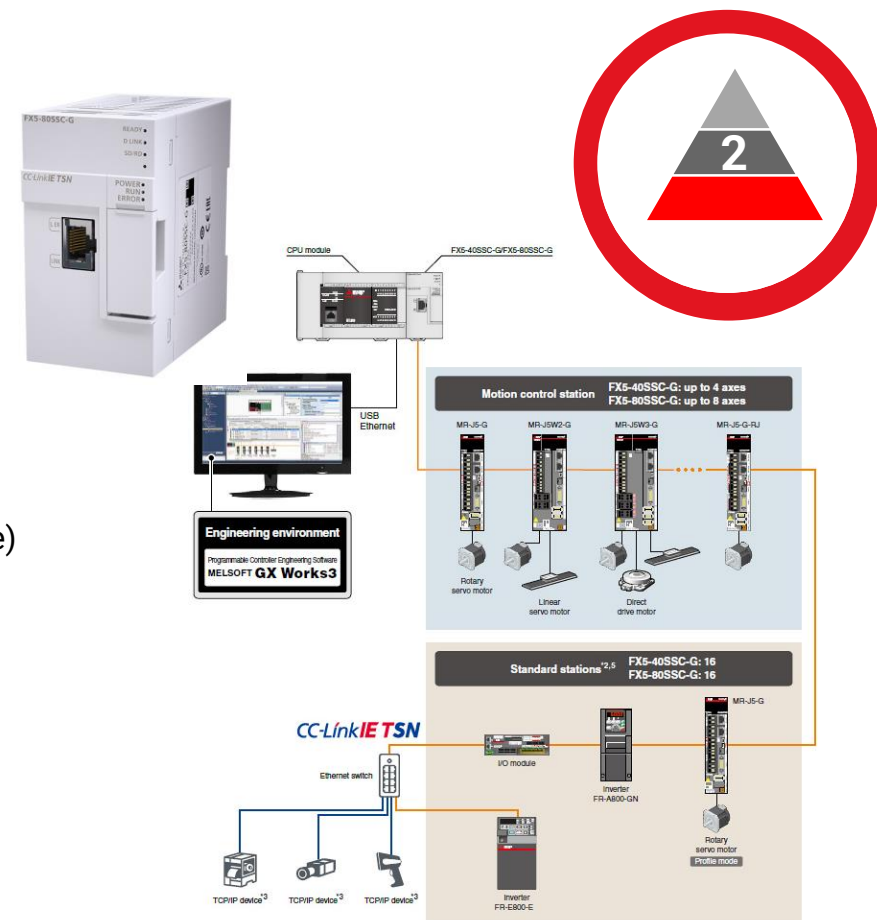 FX5-80SSC-G
READY
D LINK
SD/RD
CC-Link IE TSN
POWER
RUN
ERROR
2
CPU module
FX5-40SSC-G/FX5-80SSC-G
USB
Ethernet
Motion control station
FX5-40SSC-G: up to 4 axes
FX5-80SSC-G: up to 8 axes
MR-J5-G
MR-J5W2-G
MR-J5W3-G
MR-J5-G-RJ
e)
Engineering environment
Programmable Controller Engineering Software
MELSOFT GX Works3
Rotary
servo motor
Linear
servo motor
Direct
drive motor
Standard stations*2,5
FX5-40SSC-G: 16
FX5-80SSC-G: 16
MR-J5-G
CC-Link IE TSN
Ethernet switch
I/O module
Inverter
FR-A800-GN
Rotary
servo motor
Profile mode
TCP/IP device*3
TCP/IP device*3
TCP/IP device*3
Inverter
FR-E800-E